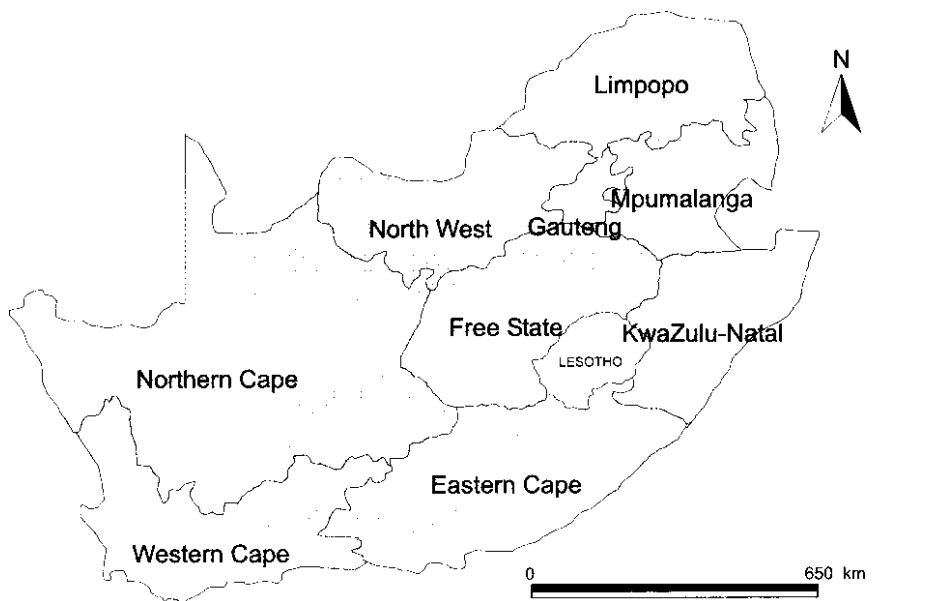 N
Limpopo
Mpumalanga
North West
Gauteng
Free State
KwaZulu-Natal
LESOTHO
Northern Cape
Eastern Cape
Western Cape
0
650 km